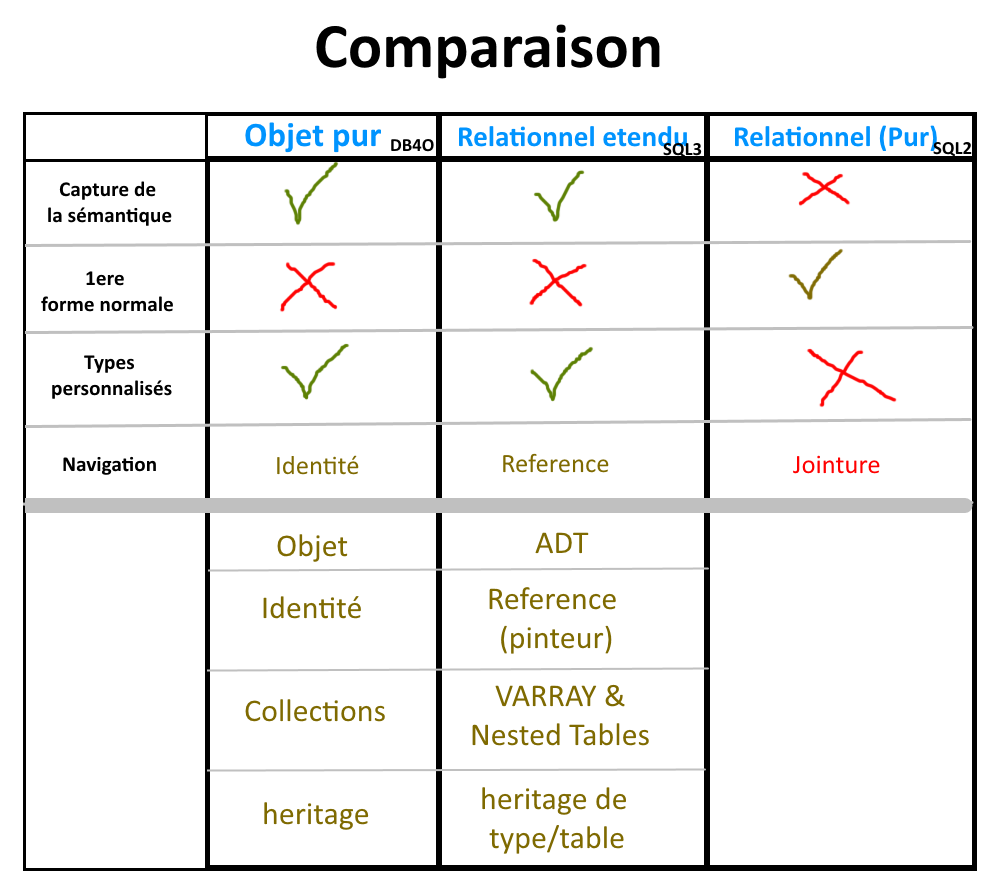 Comparaison
Objet pur DB4O
Relationnel etendu SQL3
Relationnel (Pur) SQL2
Capture de
la sémantique
1ere
forme normale
Types
personnalisés
Navigation
Identité
Reference
Jointure
Objet
ADT
Identité
Reference
(pinteur)
Collections
VARRAY &
Nested Tables
heritage
heritage de
type/table